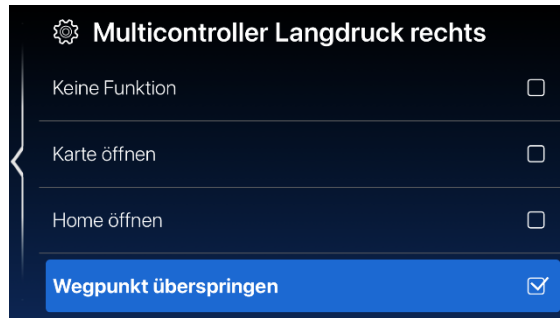 Multicontroller Langdruck rechts
Keine Funktion
Karte öffnen
Home öffnen
Wegpunkt überspringen